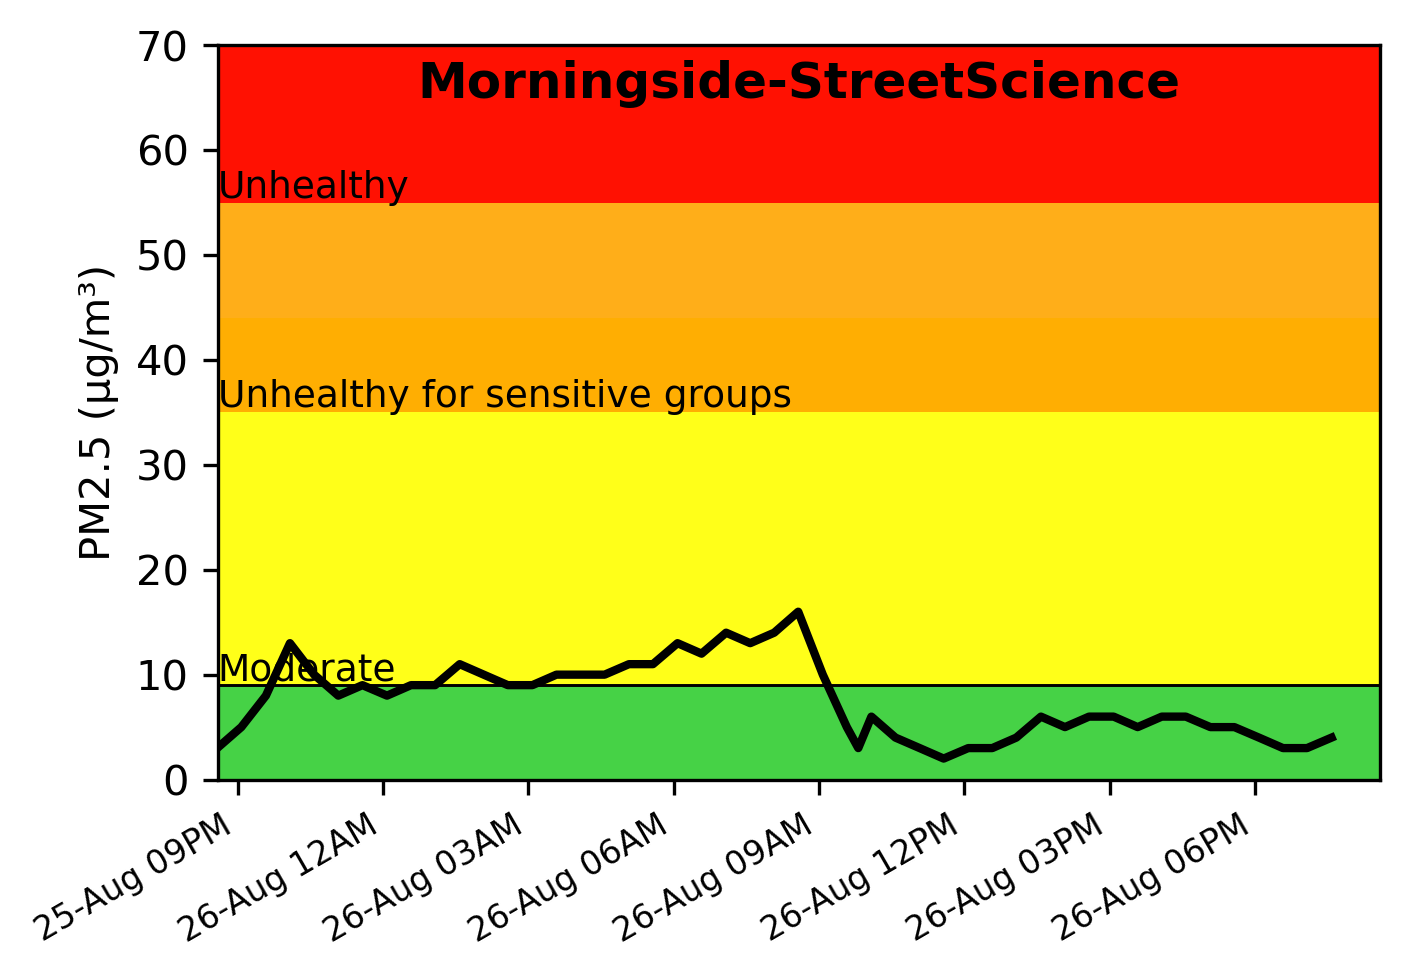 Morningside-StreetScience
70
60
50
40
30
20
10
0
PM2.5 (µg/m³)
Unhealthy
Unhealthy for sensitive groups
Moderate
25-Aug 09PM
26-Aug 12AM
26-Aug 03AM
26-Aug 06AM
26-Aug 09AM
26-Aug 12PM
26-Aug 03PM
26-Aug 06PM